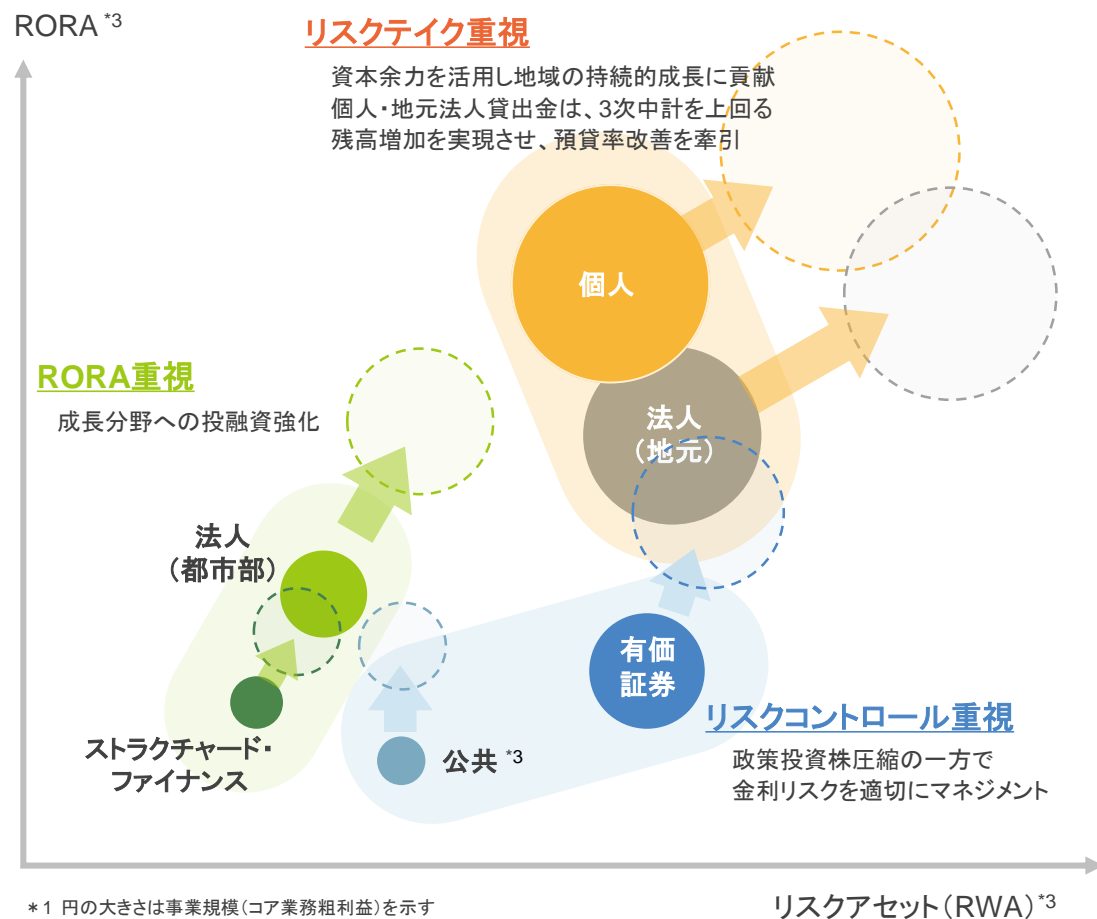 RORA *3
リスクテイク重視
資本余力を活用し地域の持続的成長に貢献
個人・地元法人貸出金は、3次中計を上回る
残高増加を実現させ、預貸率改善を牽引
個人
RORA重視
成長分野への投融資強化
法人
（地元）
法人
（都市部）
有価
証券
リスクコントロール重視
政策投資株圧縮の一方で
金利リスクを適切にマネジメント
ストラクチャード・
ファイナンス
公共 *3
＊1 円の大きさは事業規模（コア業務粗利益）を示す
リスクアセット（RWA）*3